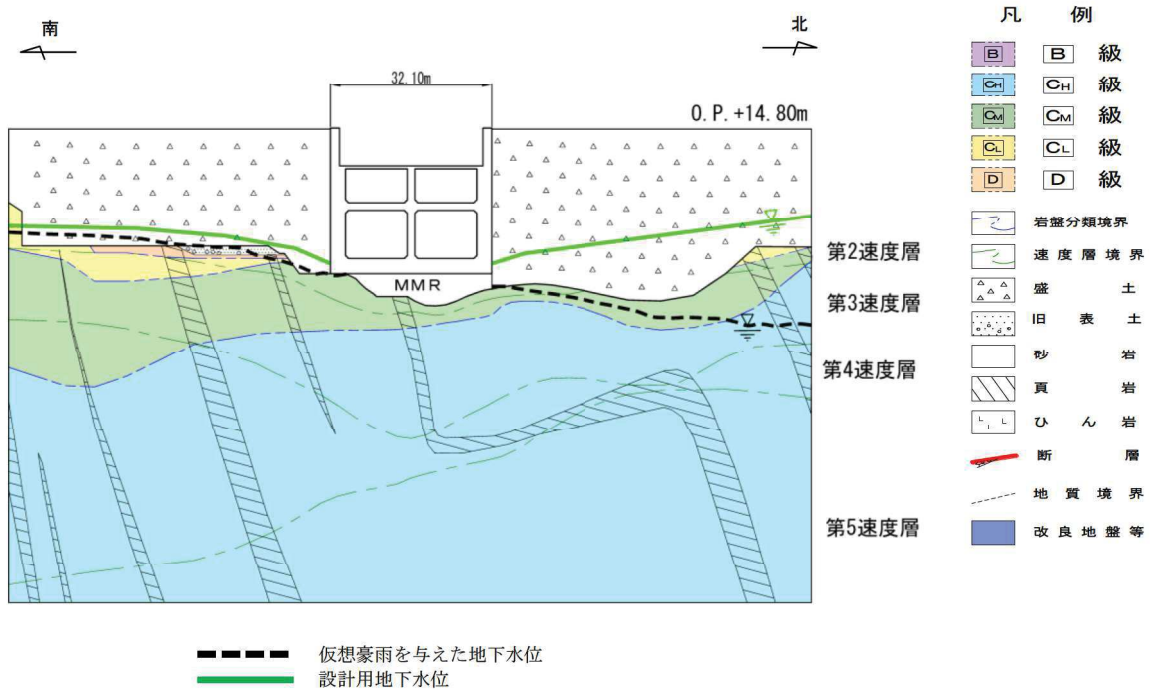 南
北
32.10m
O.P.+14.80m
MMR
第2速度層
第3速度層
第4速度層
第5速度層
凡 例
B B 級
CH CH 級
CM CM 級
CL CL 級
D D 級
岩盤分類境界
速度層境界
盛土
旧表土
砂岩
頁岩
ひん岩
断層
地質境界
改良地盤等
仮想豪雨を与えた地下水位
設計用地下水位